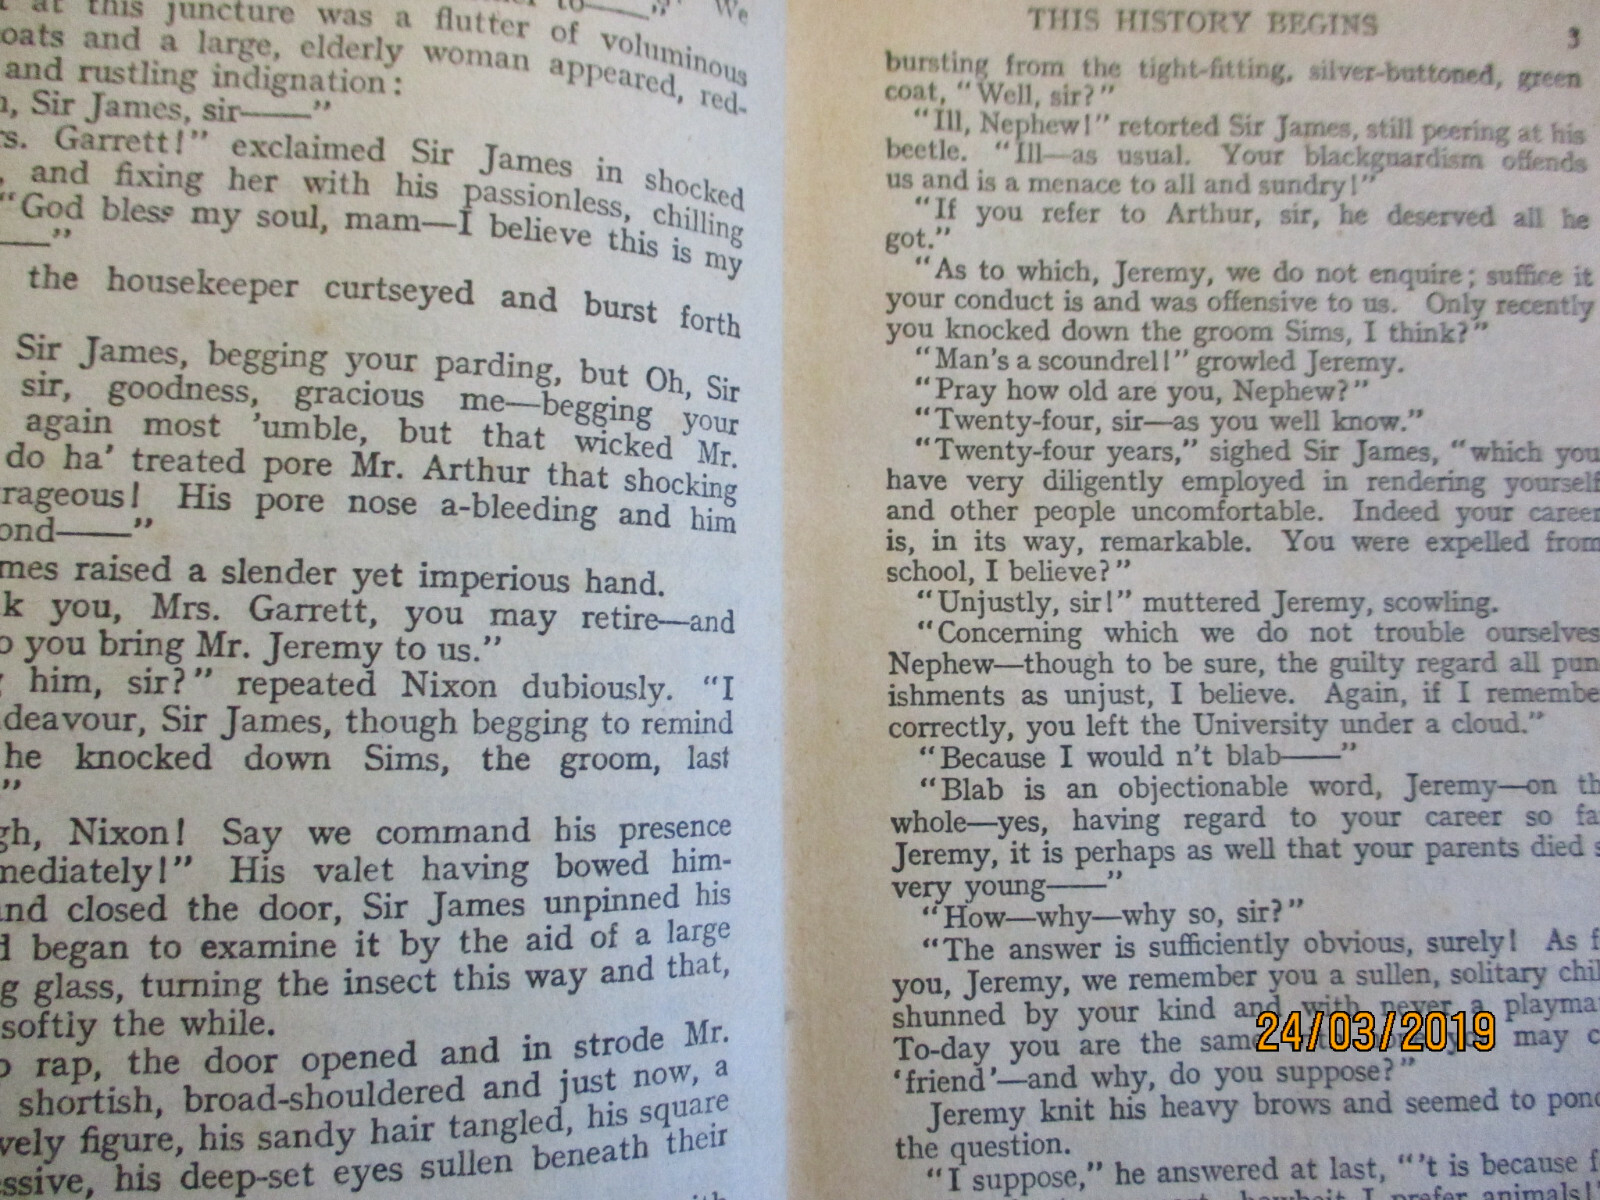 at this juncture was a flutter of voluminous
oats and a large, elderly woman appeared, red-
and rustling indignation:
, Sir James, sir——"
s. Garrett!" exclaimed Sir James in shocked
, and fixing her with his passionless, chilling
"God bless my soul, mam—I believe this is my
——"
the housekeeper curtseyed and burst forth
Sir James, begging your parding, but Oh, Sir
sir, goodness, gracious me—begging your
again most 'umble, but that wicked Mr.
do ha' treated pore Mr. Arthur that shocking
rageous! His pore nose a-bleeding and him
ond——"
mes raised a slender yet imperious hand.
k you, Mrs. Garrett, you may retire—and
o you bring Mr. Jeremy to us."
him, sir?" repeated Nixon dubiously. "I
deavour, Sir James, though begging to remind
he knocked down Sims, the groom, last
"
gh, Nixon! Say we command his presence
mediately!" His valet having bowed him-
nd closed the door, Sir James unpinned his
d began to examine it by the aid of a large
g glass, turning the insect this way and that,
softly the while.
rap, the door opened and in strode Mr.
shortish, broad-shouldered and just now, a
vely figure, his sandy hair tangled, his square
ssive, his deep-set eyes sullen beneath their
THIS HISTORY BEGINS 3
bursting from the tight-fitting, silver-buttoned, green
coat, "Well, sir?"
"Ill, Nephew!" retorted Sir James, still peering at his
beetle. "Ill—as usual. Your blackguardism offends
us and is a menace to all and sundry!"
"If you refer to Arthur, sir, he deserved all he
got."
"As to which, Jeremy, we do not enquire; suffice it
your conduct is and was offensive to us. Only recently
you knocked down the groom Sims, I think?"
"Man's a scoundrel!" growled Jeremy.
"Pray how old are you, Nephew?"
"Twenty-four, sir—as you well know."
"Twenty-four years," sighed Sir James, "which you
have very diligently employed in rendering yourself
and other people uncomfortable. Indeed your career
is, in its way, remarkable. You were expelled from
school, I believe?"
"Unjustly, sir!" muttered Jeremy, scowling.
"Concerning which we do not trouble ourselves
Nephew—though to be sure, the guilty regard all pun
ishments as unjust, I believe. Again, if I remembe
correctly, you left the University under a cloud."
"Because I would n't blab——"
"Blab is an objectionable word, Jeremy—on th
whole—yes, having regard to your career so fa
Jeremy, it is perhaps as well that your parents died s
very young——"
"How—why—why so, sir?"
"The answer is sufficiently obvious, surely! As f
you, Jeremy, we remember you a sullen, solitary chil
shunned by your kind and with never a playma
To-day you are the same may c
'friend'—and why, do you suppose?"
Jeremy knit his heavy brows and seemed to pond
the question.
"I suppose," he answered at last, "'t is because f
howbeit I prefer animals!"
24/03/2019